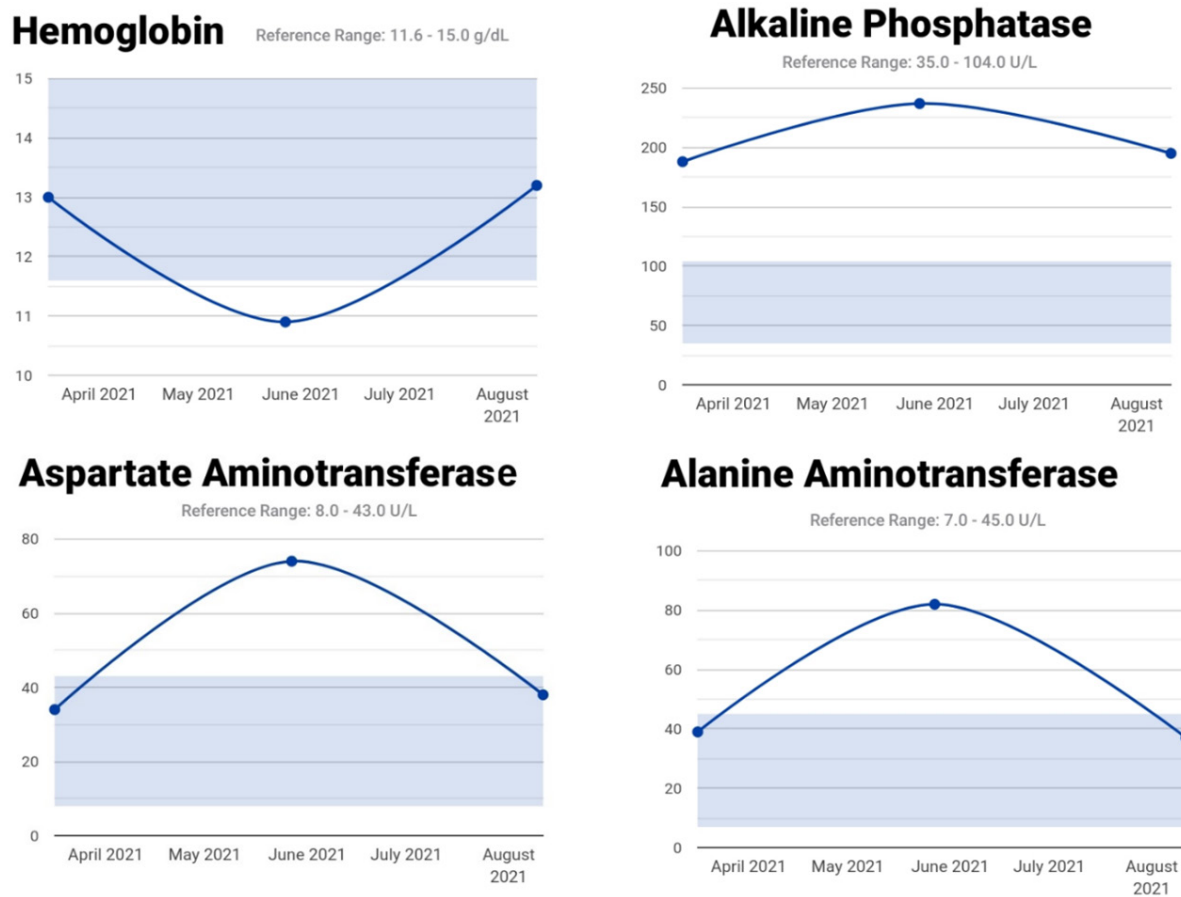 Hemoglobin
Reference Range: 11.6 - 15.0 g/dL
15
14
13
12
11
10
April 2021
May 2021
June 2021
July 2021
August
2021
Alkaline Phosphatase
Reference Range: 35.0 - 104.0 U/L
250
200
150
100
50
0
April 2021
May 2021
June 2021
July 2021
August
2021
Aspartate Aminotransferase
Reference Range: 8.0 - 43.0 U/L
80
60
40
20
0
April 2021
May 2021
June 2021
July 2021
August
2021
Alanine Aminotransferase
Reference Range: 7.0 - 45.0 U/L
100
80
60
40
20
0
April 2021
May 2021
June 2021
July 2021
August
2021